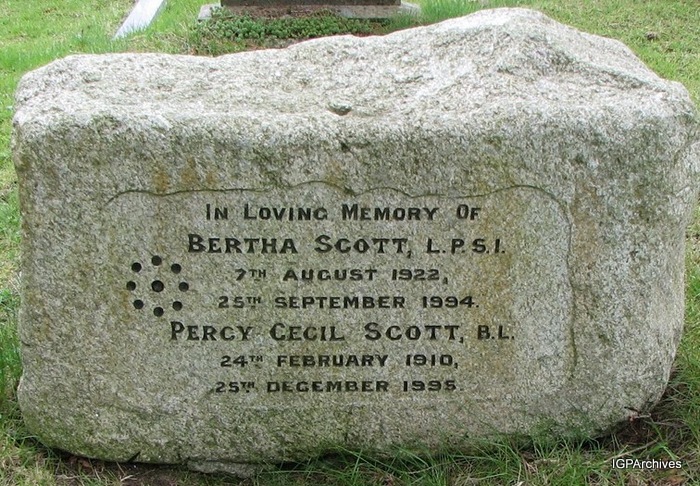 In Loving Memory Of
Bertha Scott, L.P.S.I.
7TH August 1922,
25TH September 1994.
Percy Cecil Scott, B.L.
24TH February 1910,
25TH December 1995.
IGPArchives